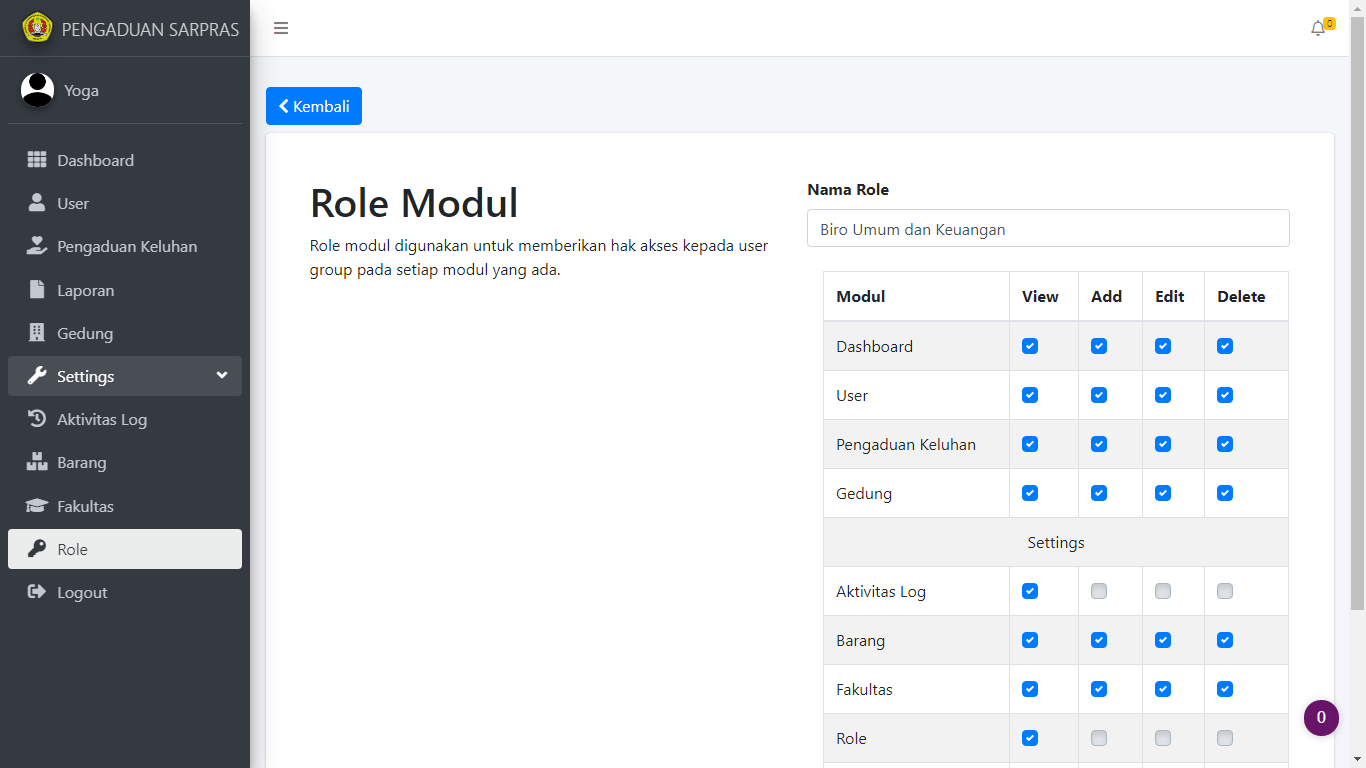 PENGADUAN SARPRAS
0
Yoga
Kembali
Dashboard
User
Pengaduan Keluhan
Laporan
Gedung
Settings
Aktivitas Log
Barang
Fakultas
Role
Logout
Role Modul
Role modul digunakan untuk memberikan hak akses kepada user
group pada setiap modul yang ada.
Nama Role
Biro Umum dan Keuangan
Modul View Add Edit Delete
Dashboard
User
Pengaduan Keluhan
Gedung
Settings
Aktivitas Log
Barang
Fakultas
Role
0